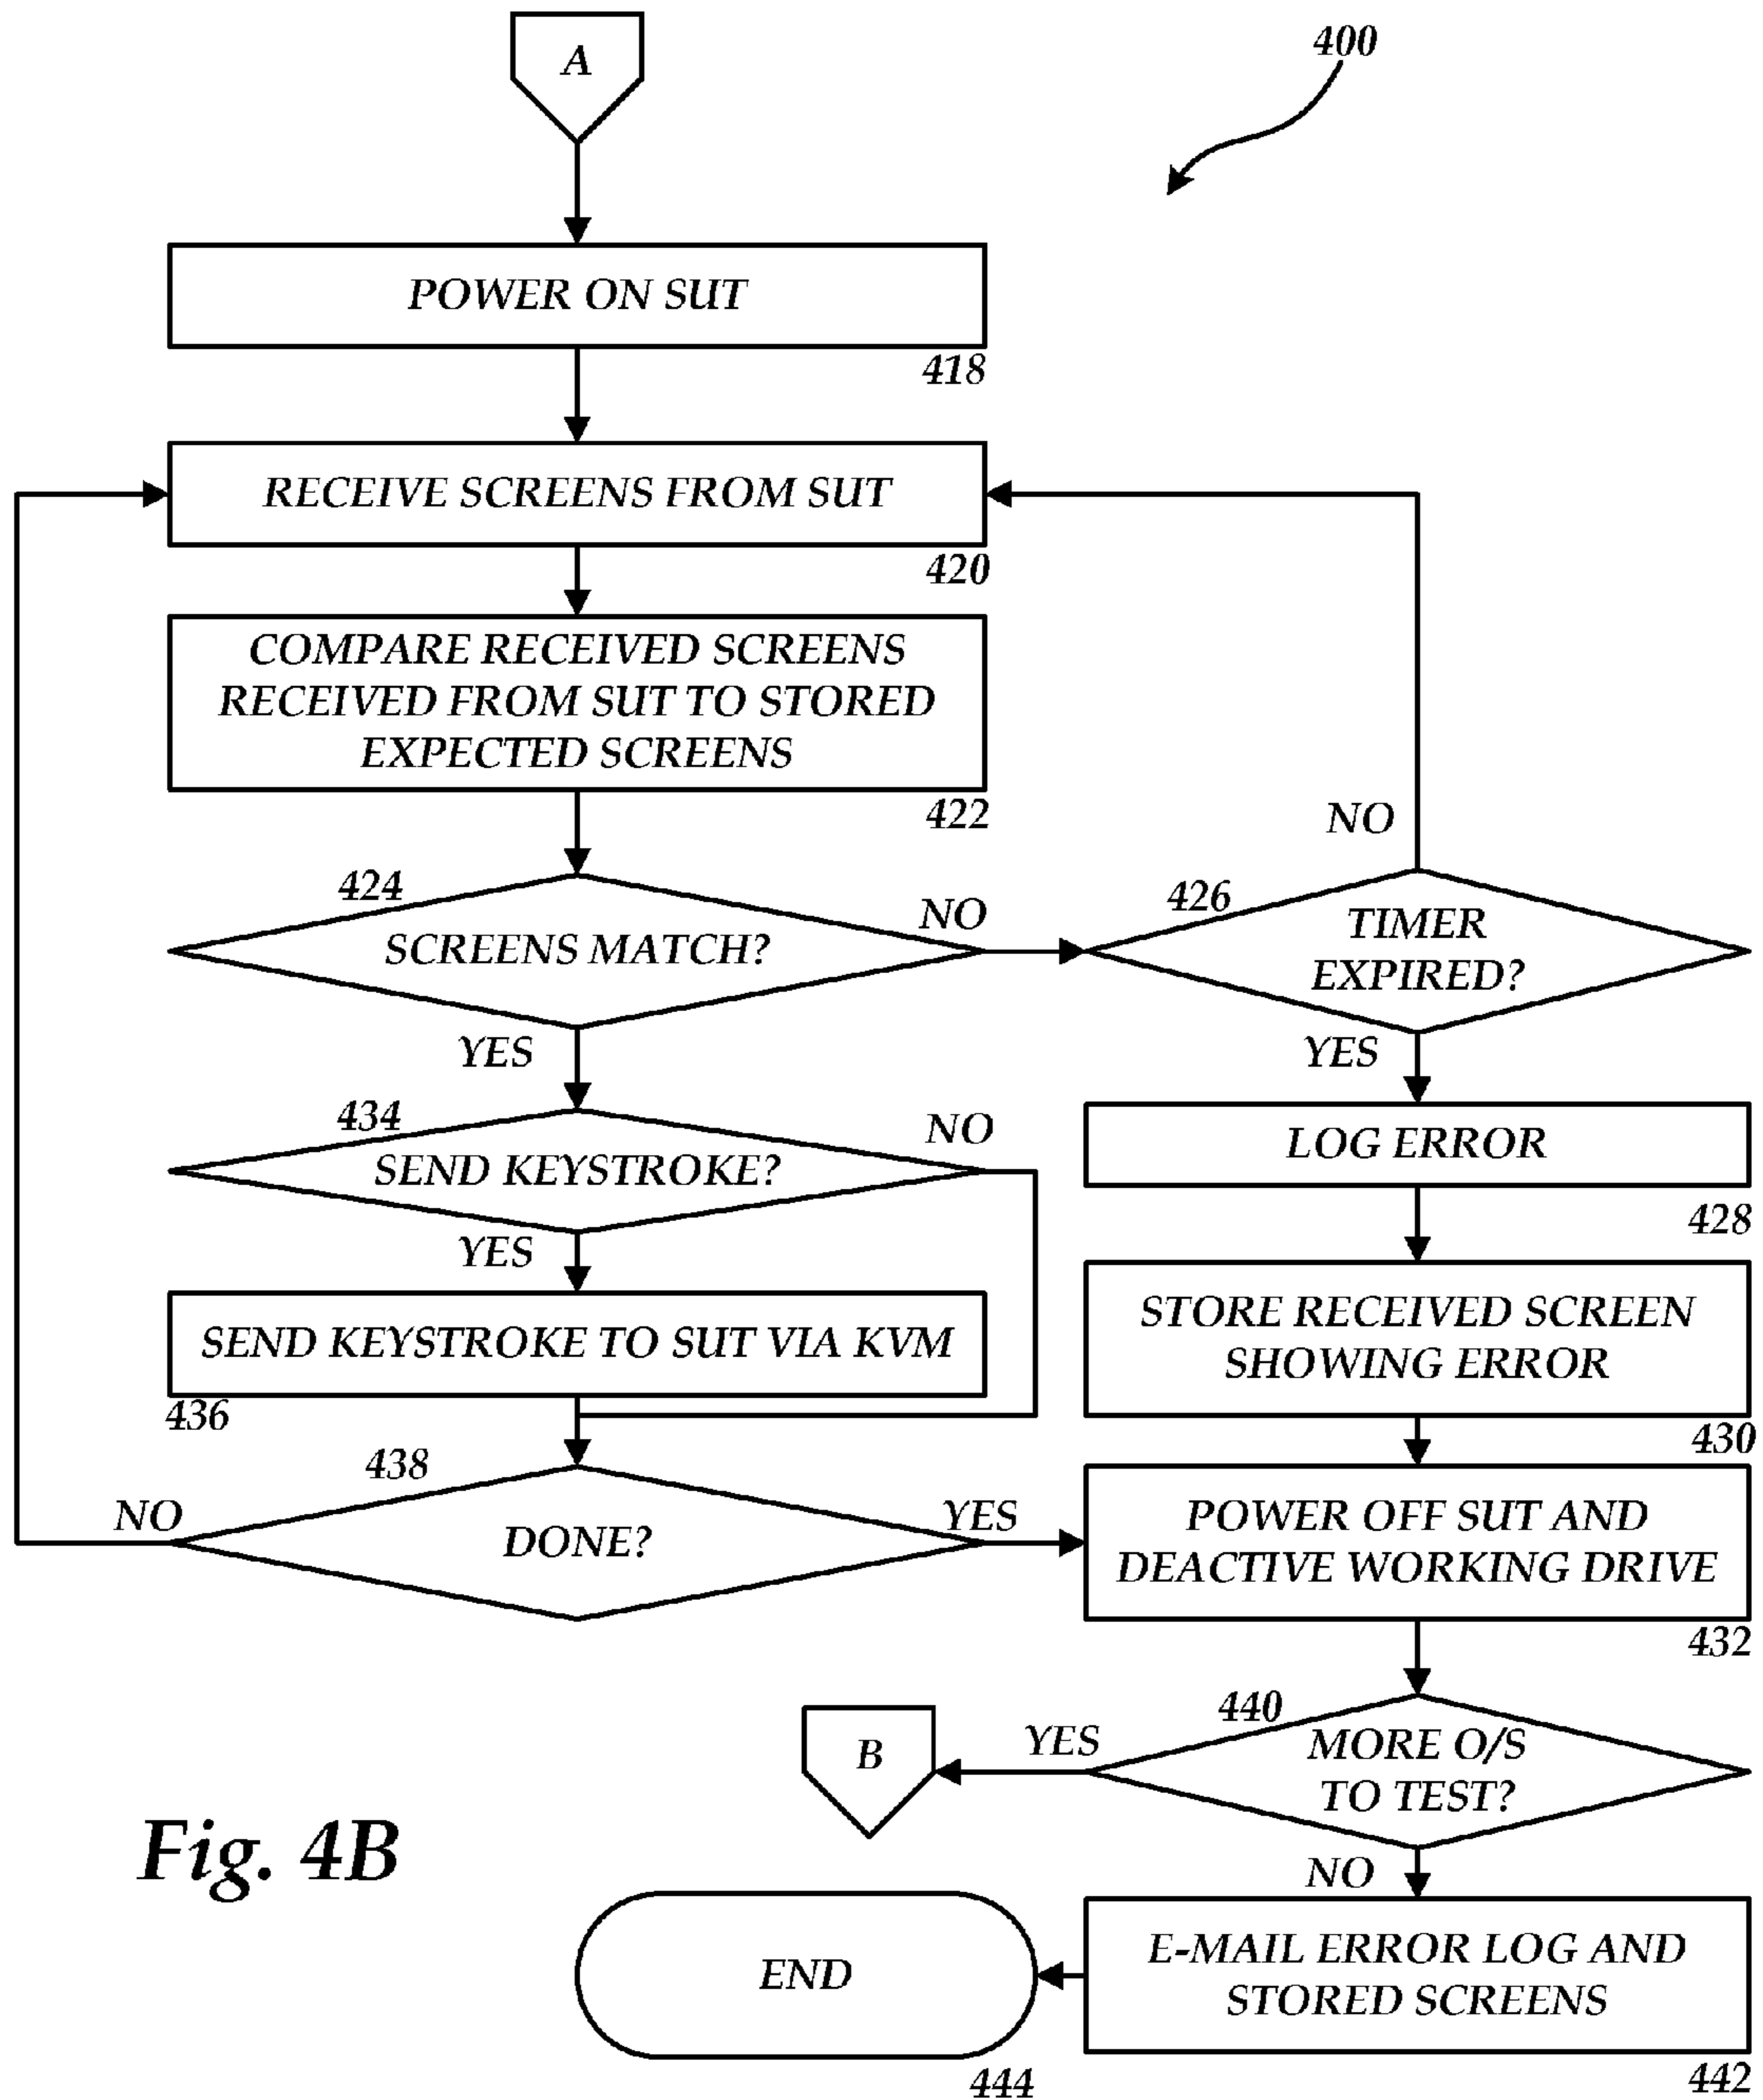 A
400
POWER ON SUT
418
RECEIVE SCREENS FROM SUT
420
COMPARE RECEIVED SCREENS
RECEIVED FROM SUT TO STORED
EXPECTED SCREENS
422
424
SCREENS MATCH?
NO
YES
426
TIMER
EXPIRED?
NO
YES
434
SEND KEYSTROKE?
NO
YES
LOG ERROR
428
SEND KEYSTROKE TO SUT VIA KVM
436
STORE RECEIVED SCREEN
SHOWING ERROR
430
438
DONE?
NO
YES
POWER OFF SUT AND
DEACTIVE WORKING DRIVE
432
440
MORE O/S
TO TEST?
YES
B
NO
E-MAIL ERROR LOG AND
STORED SCREENS
442
END
444
Fig. 4B